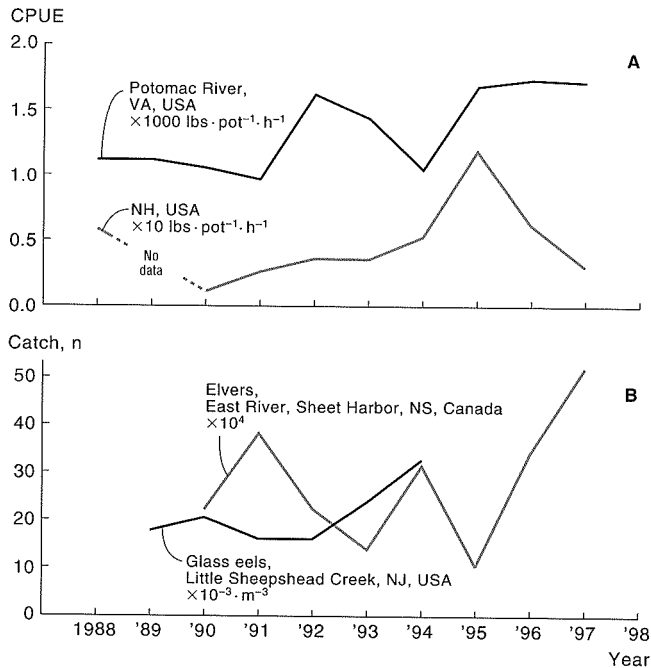 CPUE
2.0
A
Potomac River,
VA, USA
×1000 lbs·pot⁻¹·h⁻¹
1.5
1.0
NH, USA
×10 lbs·pot⁻¹·h⁻¹
0.5
No
data
0.0
Catch, n
50
B
Elvers,
East River, Sheet Harbor, NS, Canada
×10⁴
40
30
20
Glass eels,
Little Sheepshead Creek, NJ, USA
×10⁻³·m⁻³
10
0
1988 '89 '90 '91 '92 '93 '94 '95 '96 '97 '98
Year